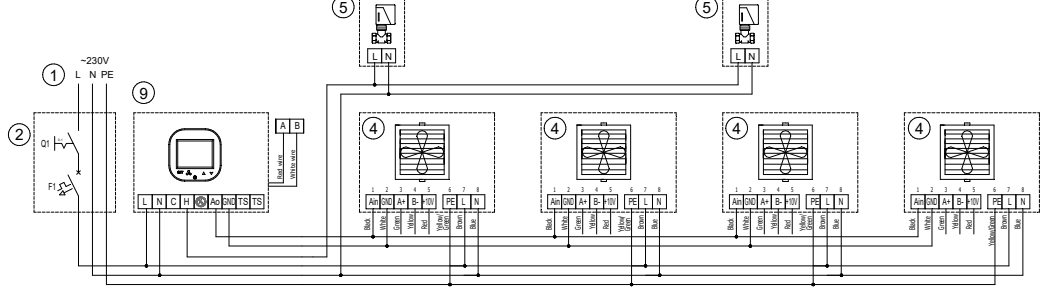 5 5
L N L N
~230V
1 L N PE 9
2 4 4 4 4
A B
Q1
Red wire
White wire
F1
1 2 3 4 5 6 7 8 1 2 3 4 5 6 7 8 1 2 3 4 5 6 7 8 1 2 3 4 5 6 7 8
L N C H Ao GND TS TS Ain GND A+ B- +10V PE L N Ain GND A+ B- +10V PE L N Ain GND A+ B- +10V PE L N Ain GND A+ B- +10V PE L N
Black White Green Yellow Red Yellow/Green Brown Blue Black White Green Yellow Red Yellow/Green Brown Blue Black White Green Yellow Red Yellow/Green Brown Blue Black White Green Yellow Red Yellow/Green Brown Blue